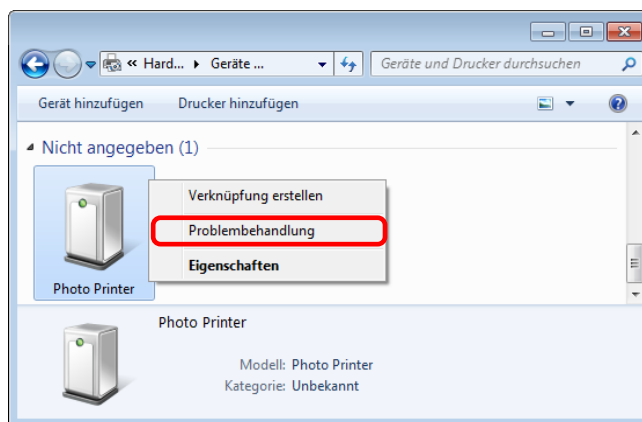 Hard... Geräte ... Geräte und Drucker durchsuchen
Gerät hinzufügen Drucker hinzufügen
Nicht angegeben (1)
Verknüpfung erstellen
Problembehandlung
Eigenschaften
Photo Printer
Photo Printer
Modell: Photo Printer
Kategorie: Unbekannt